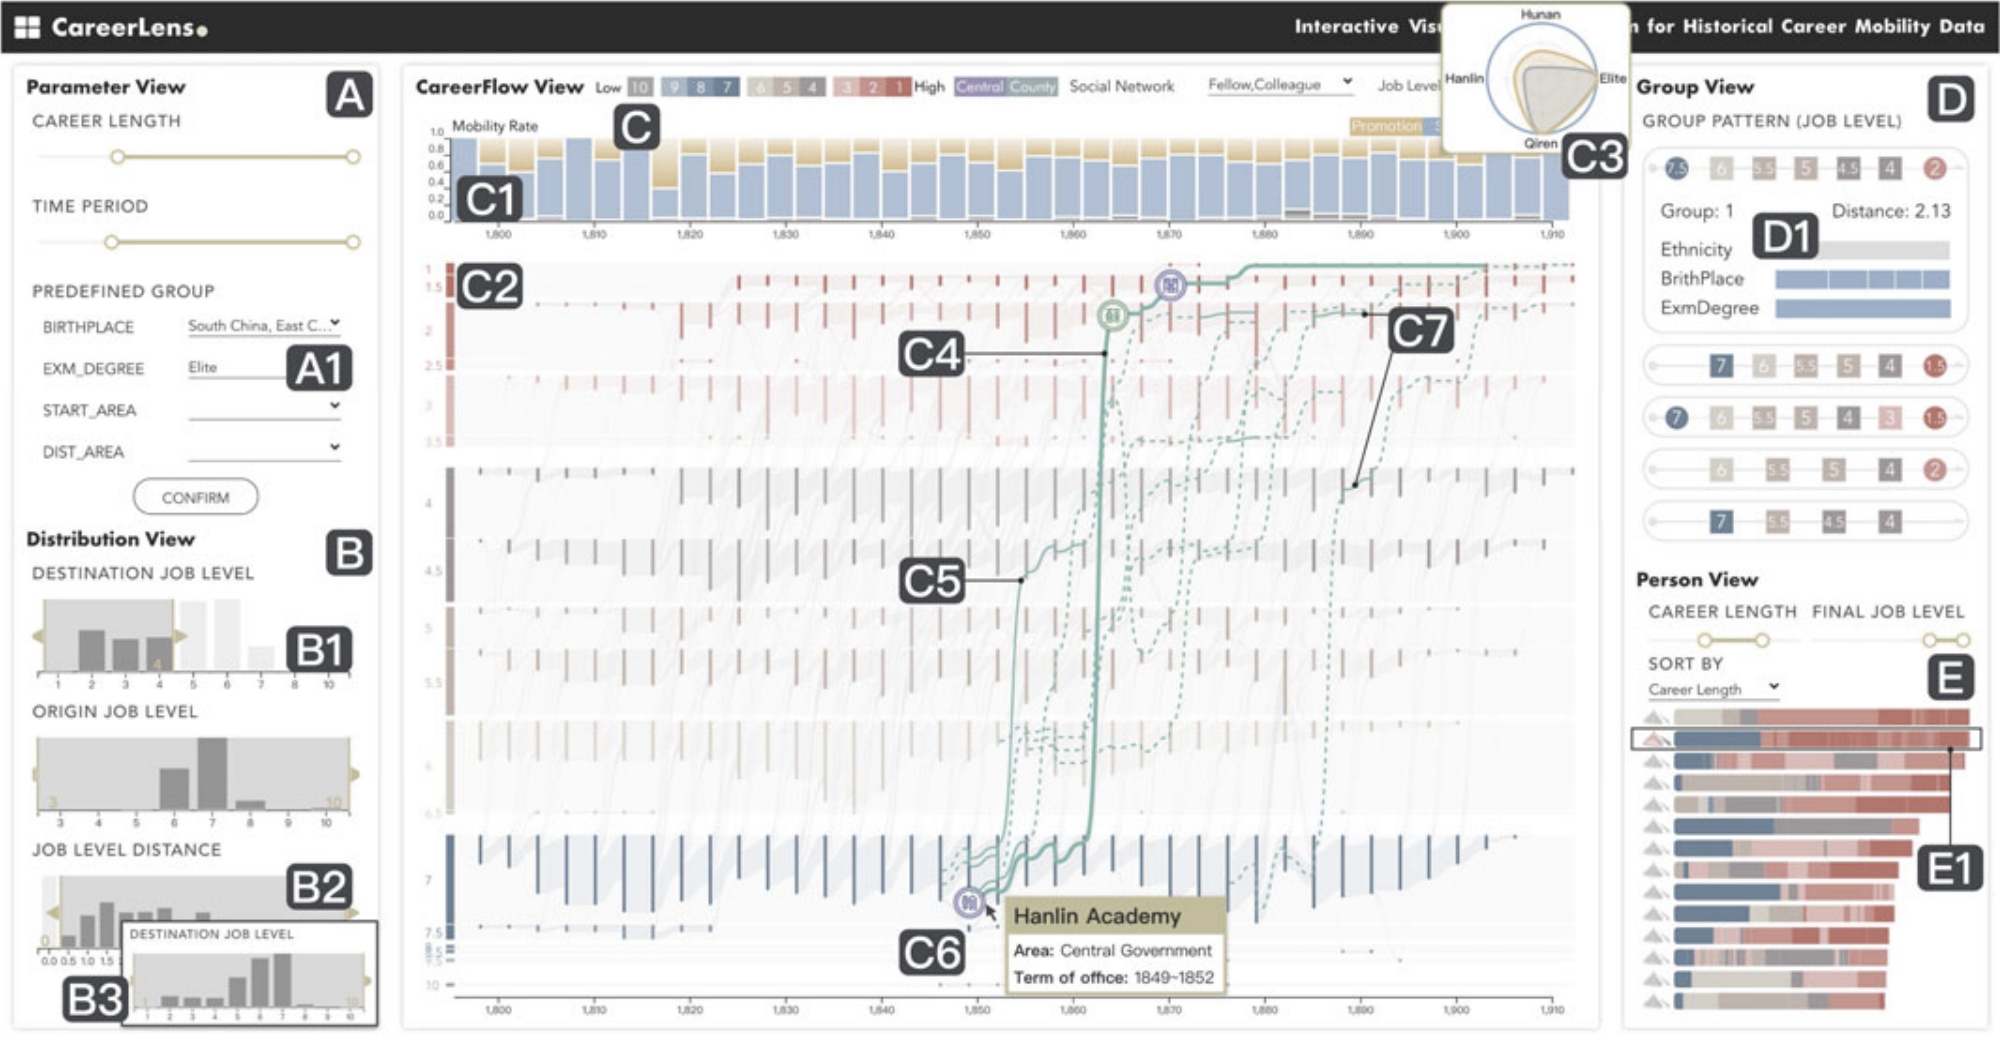 CareerLens
Interactive Visu
n for Historical Career Mobility Data
Parameter View
A
CAREER LENGTH
TIME PERIOD
PREDEFINED GROUP
BIRTHPLACE South China, East C...
EXM_DEGREE Elite
A1
START_AREA
DIST_AREA
CONFIRM
Distribution View
B
DESTINATION JOB LEVEL
B1
4
1 2 3 4 5 6 7 8 10
ORIGIN JOB LEVEL
3 10
3 4 5 6 7 8 9 10
JOB LEVEL DISTANCE
B2
0
0.0 0.5 1.0 1.5
DESTINATION JOB LEVEL
B3
1 10
1 2 3 4 5 6 7 8 10
CareerFlow View Low 10 9 8 7 6 5 4 3 2 1 High Central County Social Network Fellow,Colleague Job Level
C
Mobility Rate
Promotion S
1.0
0.8
0.6
0.4
0.2
0.0
C1
1,800 1,810 1,820 1,830 1,840 1,850 1,860 1,870 1,880 1,890 1,900 1,910
Hunan
Hanlin
Elite
Qiren
C3
C2
1
1.5
2
2.5
3
3.5
4
4.5
5
5.5
6
6.5
7
7.5
10
C4
C7
C5
C6
Hanlin Academy
Area: Central Government
Term of office: 1849~1852
1,800 1,810 1,820 1,830 1,840 1,850 1,860 1,870 1,880 1,890 1,900 1,910
Group View
D
GROUP PATTERN (JOB LEVEL)
7.5 6 5.5 5 4.5 4 2
Group: 1 Distance: 2.13
D1
Ethnicity
BrithPlace
ExmDegree
7 6 5.5 5 4 1.5
7 6 5.5 5 4 3 1.5
6 5.5 5 4 2
7 5.5 4.5 4
Person View
CAREER LENGTH FINAL JOB LEVEL
SORT BY
Career Length
E
E1